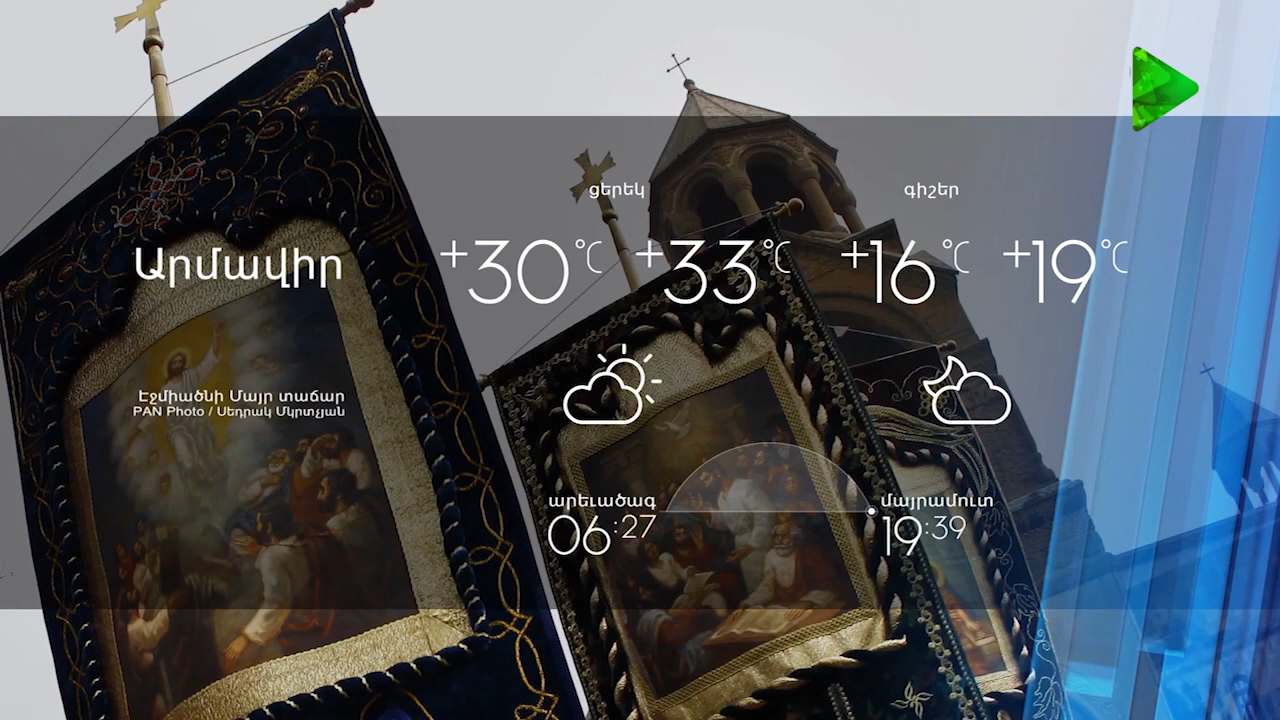 ցերեկ
գիշեր
Արմավիր
+30°C +33°C +16°C +19°C
Էջմիածնի Մայր տաճար
PAN Photo / Սեդրակ Մկրտչյան
արեւածագ
06:27
մայրամուտ
19:39